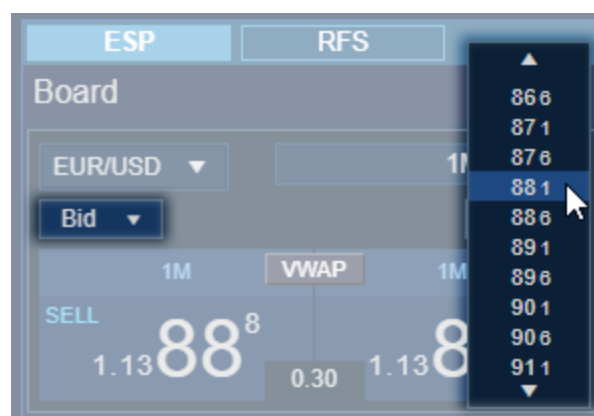 ESP RFS
Board
EUR/USD 1M
Bid
1M VWAP 1M
SELL
1.13 88 8
0.30
1.13 8
86 6
87 1
87 6
88 1
88 6
89 1
89 6
90 1
90 6
91 1